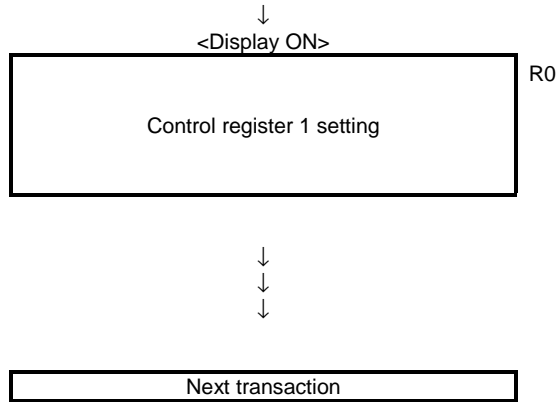 ↓
<Display ON>
R0
Control register 1 setting
↓
↓
↓
Next transaction